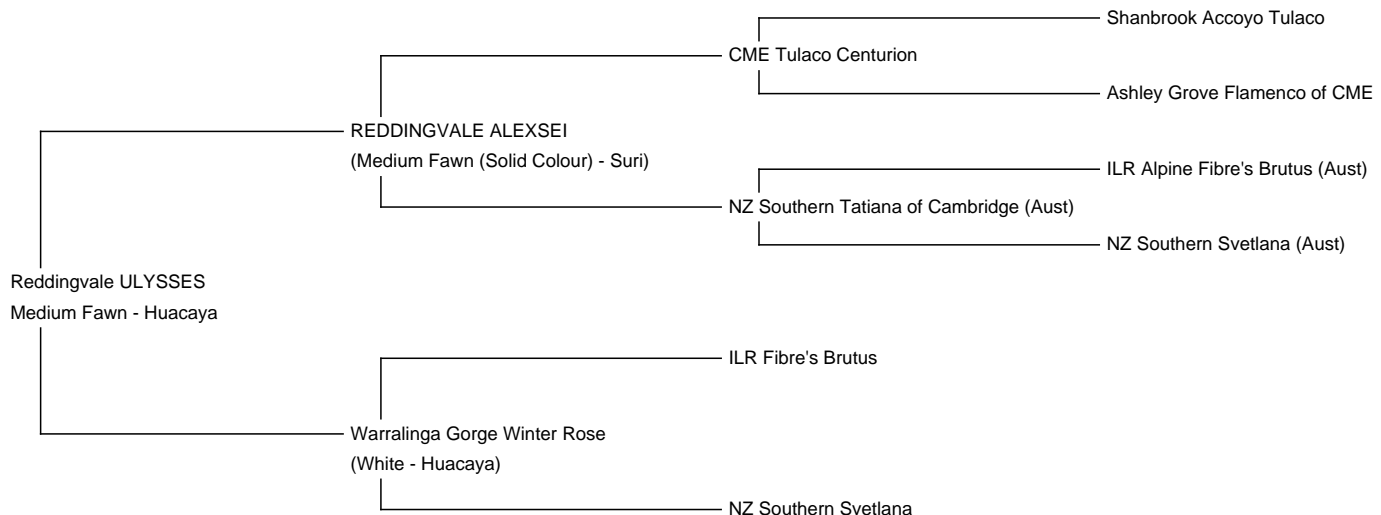 Shanbrook Accoyo Tulaco
CME Tulaco Centurion
Ashley Grove Flamenco of CME
REDDINGVALE ALEXSEI
(Medium Fawn (Solid Colour) - Suri)
ILR Alpine Fibre's Brutus (Aust)
NZ Southern Tatiana of Cambridge (Aust)
NZ Southern Svetlana (Aust)
Reddingvale ULYSSES
Medium Fawn - Huacaya
ILR Fibre's Brutus
Warralinga Gorge Winter Rose
(White - Huacaya)
NZ Southern Svetlana